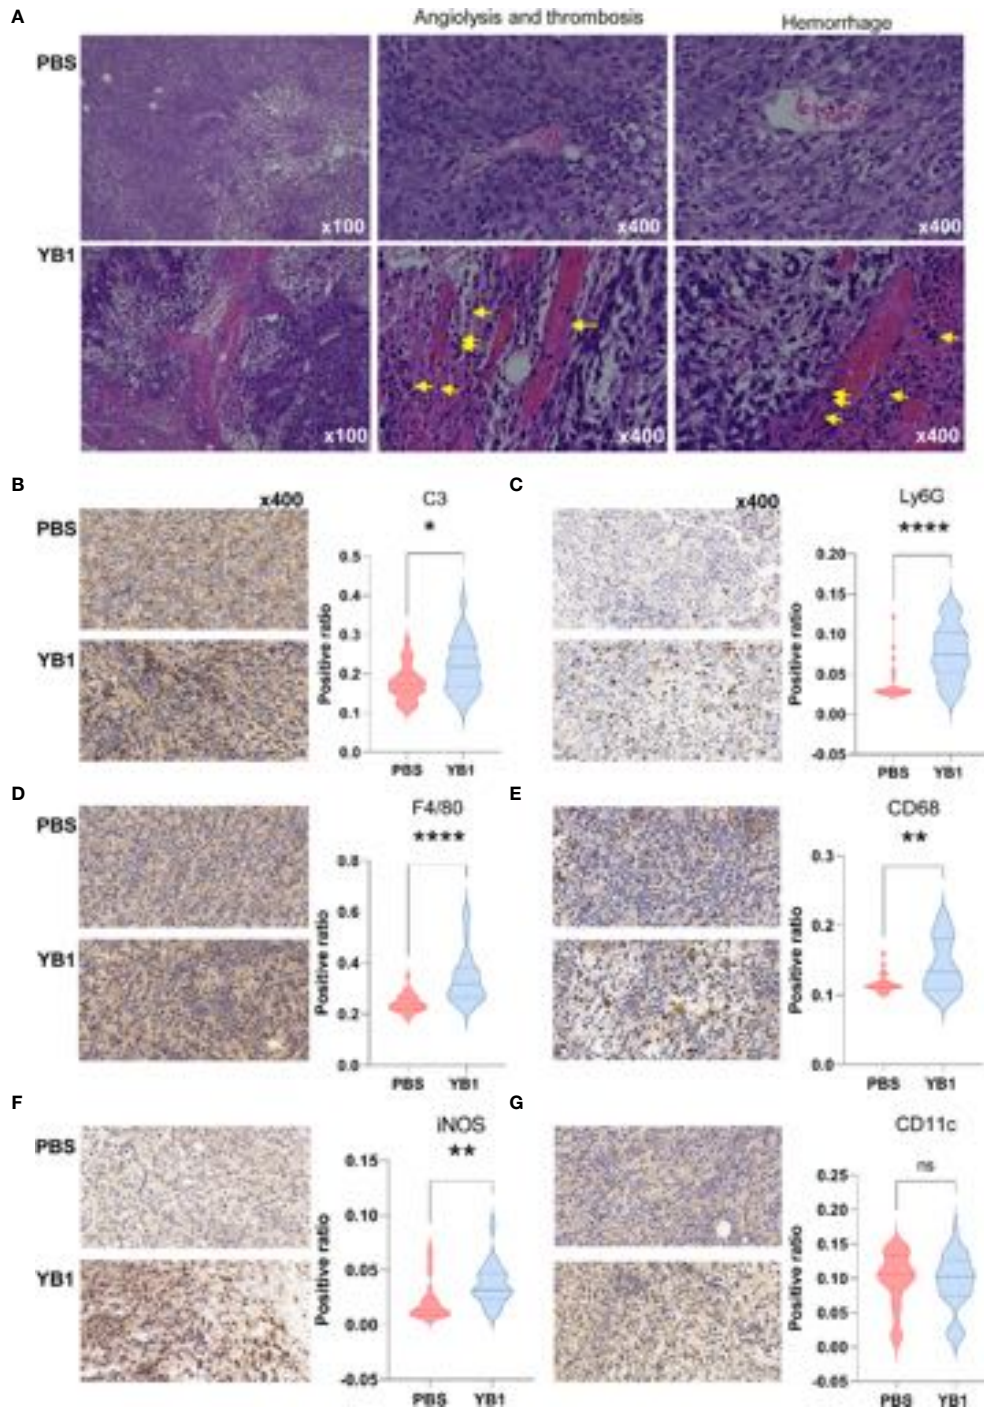 A
Angiolysis and thrombosis
Hemorrhage
PBS
x100
x400
x400
YB1
x100
x400
x400
B
x400
C3
*
PBS
YB1
Positive ratio
0.5
0.4
0.3
0.2
0.1
0.0
PBS YB1
C
x400
Ly6G
****
Positive ratio
0.20
0.15
0.10
0.05
0.00
-0.05
PBS YB1
D
PBS
YB1
F4/80
****
Positive ratio
0.8
0.6
0.4
0.2
0.0
PBS YB1
E
CD68
**
Positive ratio
0.3
0.2
0.1
0.0
PBS YB1
F
PBS
YB1
iNOS
**
Positive ratio
0.15
0.10
0.05
0.00
-0.05
PBS YB1
G
CD11c
ns
Positive ratio
0.25
0.20
0.15
0.10
0.05
0.00
-0.05
PBS YB1